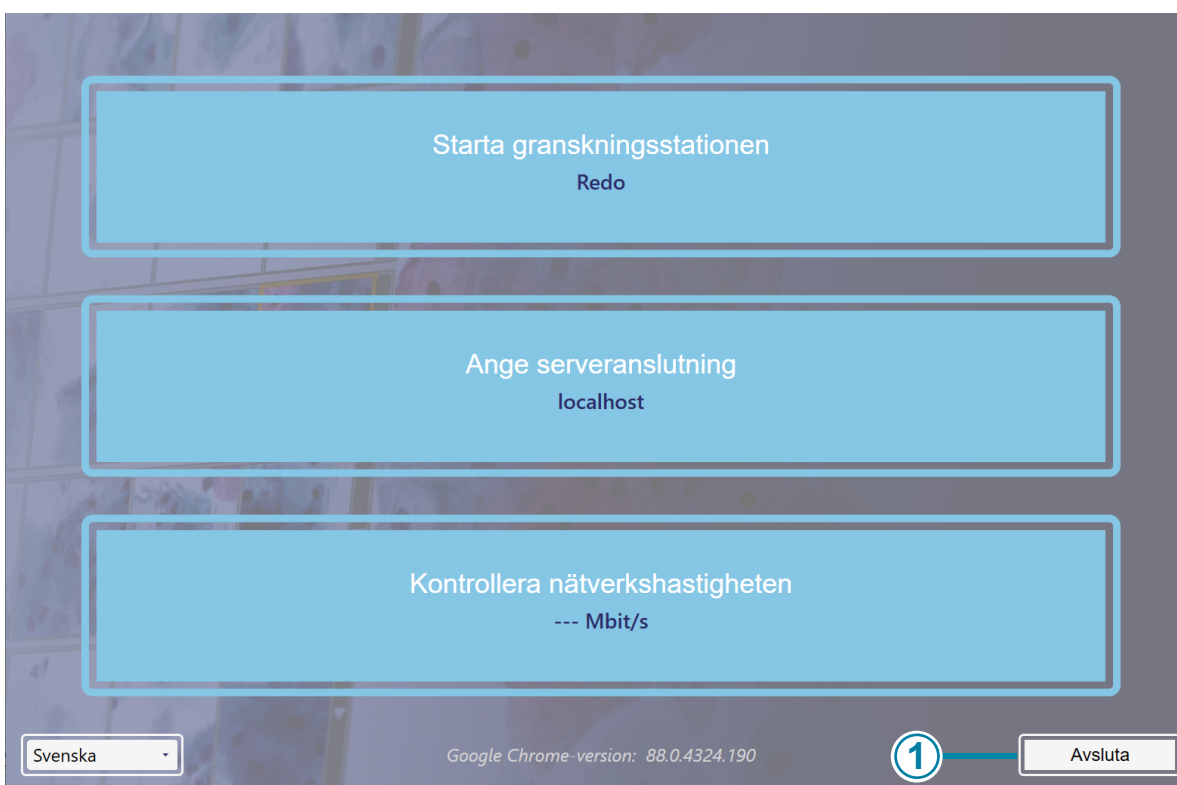 Starta granskningsstationen
Redo
Ange serveranslutning
localhost
Kontrollera nätverkshastigheten
--- Mbit/s
Svenska
Google Chrome-version: 88.0.4324.190
1
Avsluta